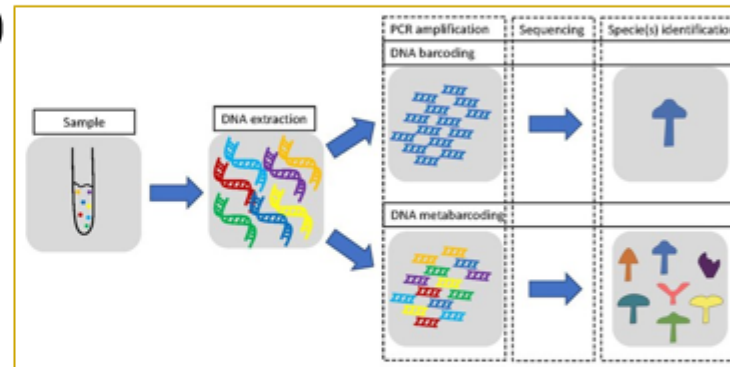 PCR amplification
Sequencing
Specie(s) identification
DNA barcoding
Sample
DNA extraction
DNA metabarcoding